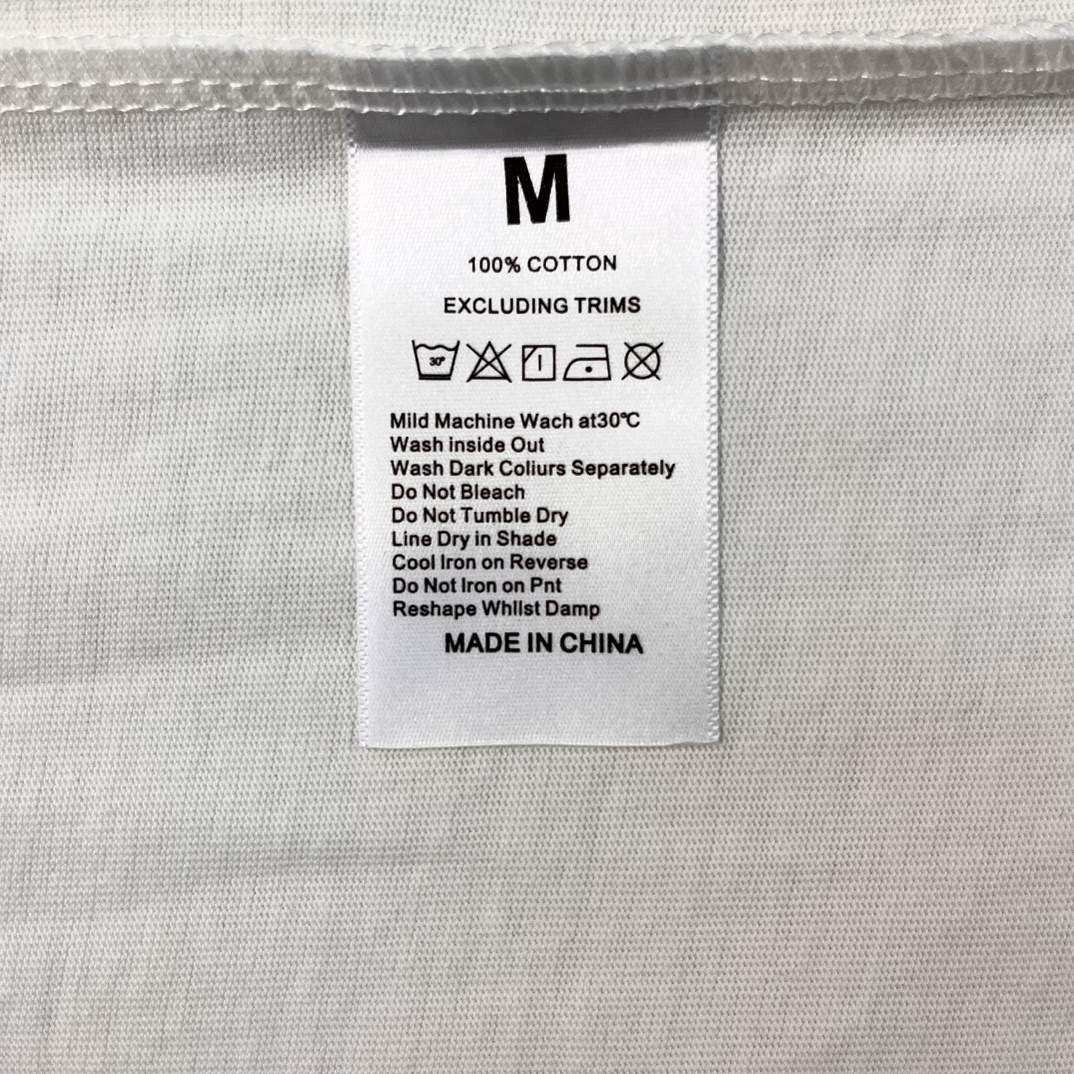 M
100% COTTON
EXCLUDING TRIMS
30°
Mild Machine Wach at30℃
Wash inside Out
Wash Dark Coliurs Separately
Do Not Bleach
Do Not Tumble Dry
Line Dry in Shade
Cool Iron on Reverse
Do Not Iron on Pnt
Reshape Whilst Damp
MADE IN CHINA